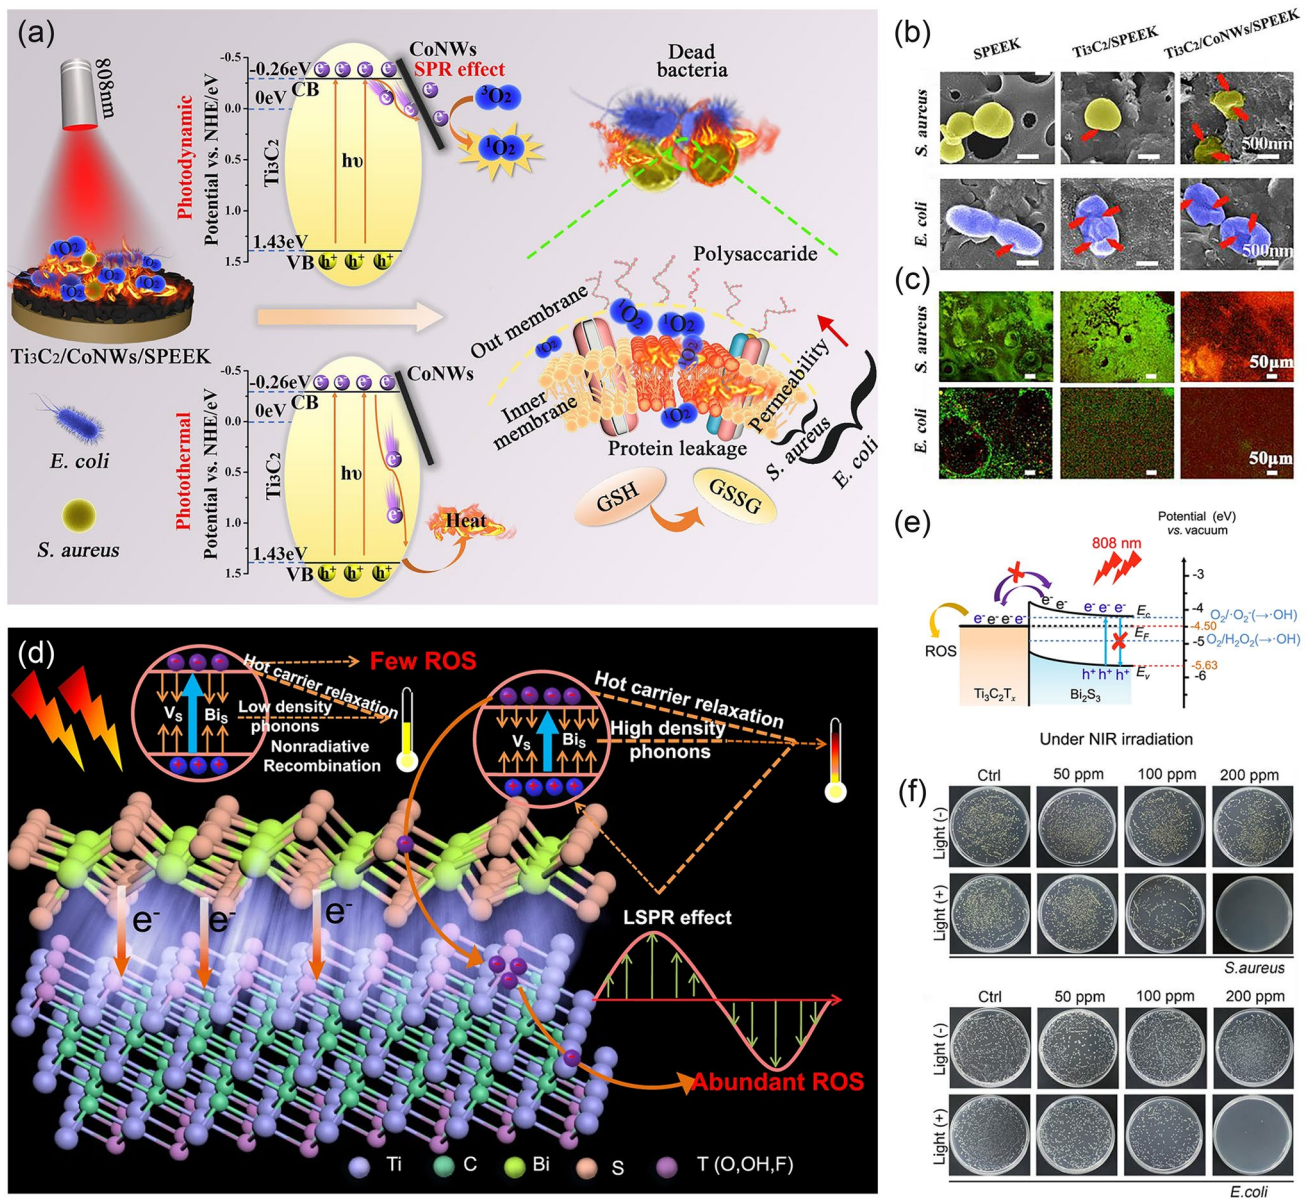 (a)
808nm
Ti3C2/CoNWs/SPEEK
E. coli
S. aureus
Photodynamic
Potential vs. NHE/eV
-0.5
0.0
0.5
1.0
1.5
-0.26eV
CB
0eV
Ti3C2
hυ
1.43eV
VB
e- e- e-
h+ h+ h+
CoNWs
SPR effect
e-
e-
e-
³O2
¹O2
Photothermal
Potential vs. NHE/eV
-0.5
0.0
0.5
1.0
1.5
-0.26eV
CB
0eV
Ti3C2
hυ
1.43eV
VB
e- e- e-
h+ h+ h+
CoNWs
e-
e-
Heat
Dead
bacteria
Polysaccaride
Out membrane
Inner
membrane
¹O2
¹O2
¹O2
¹O2
Permeability
Protein leakage
S. aureus
E. coli
GSH
GSSG
(b)
SPEEK
Ti3C2/SPEEK
Ti3C2/CoNWs/SPEEK
S. aureus
500nm
E. coli
500nm
(c)
S. aureus
50μm
E. coli
50μm
(d)
Few ROS
Hot carrier relaxation
Low density
phonons
Nonradiative
Recombination
VS
BiS
Hot carrier relaxation
High density
phonons
VS
BiS
e-
e-
e-
LSPR effect
Abundant ROS
Ti
C
Bi
S
T (O,OH,F)
(e)
Potential (eV)
vs. vacuum
808 nm
-3
-4
-4.50
-5
-5.63
-6
e- e-
e- e- e- e-
e- e- e-
Ec
EF
Ev
h+ h+ h+
O2/·O2-(→·OH)
O2/H2O2(→·OH)
ROS
Ti3C2Tx
Bi2S3
Under NIR irradiation
(f)
Ctrl
50 ppm
100 ppm
200 ppm
Light (-)
Light (+)
S.aureus
Ctrl
50 ppm
100 ppm
200 ppm
Light (-)
Light (+)
E.coli